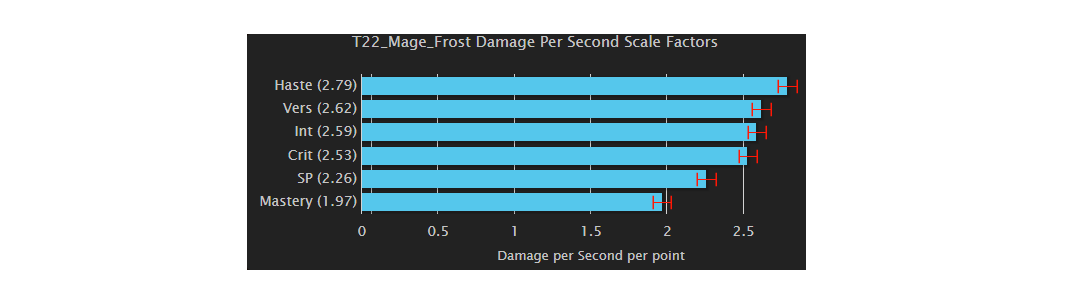 T22_Mage_Frost Damage Per Second Scale Factors
Haste (2.79)
Vers (2.62)
Int (2.59)
Crit (2.53)
SP (2.26)
Mastery (1.97)
0 0.5 1 1.5 2 2.5
Damage per Second per point